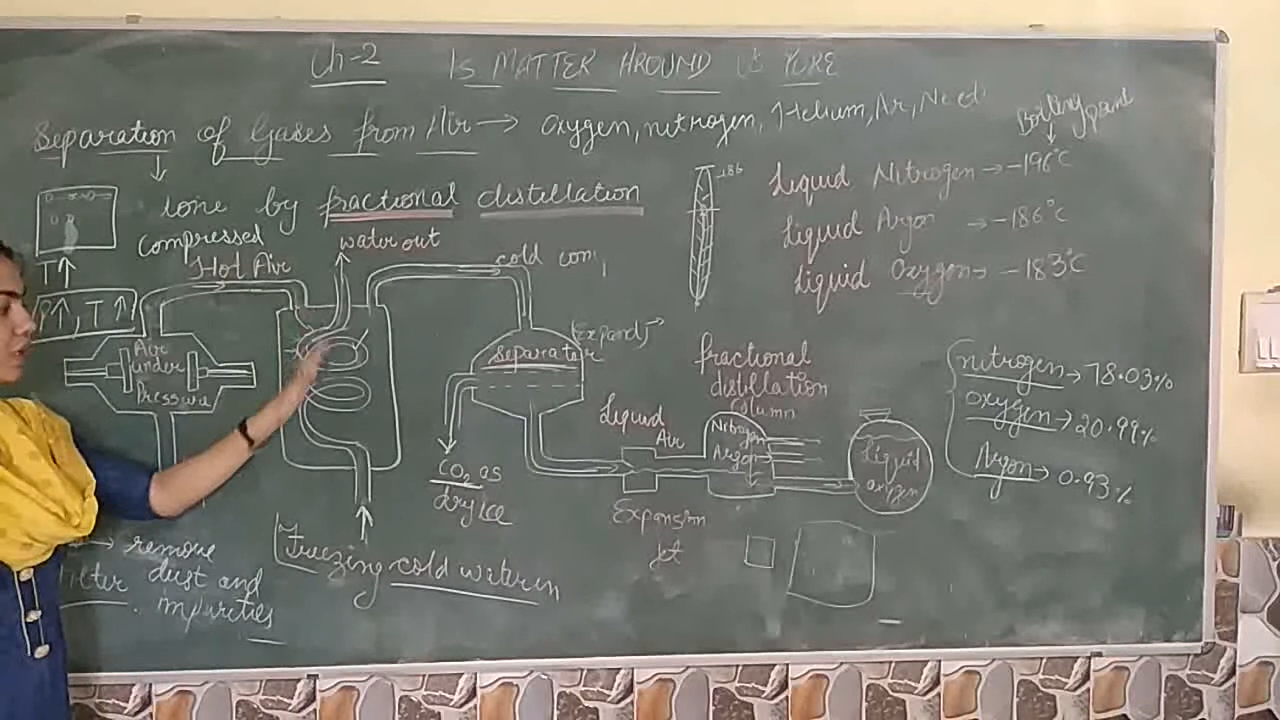 Ch-2 IS MATTER AROUND US PURE
Separation of Gases from Air → Oxygen, nitrogen, Helium, Ar, Ne et
↓
ione by fractional distillation
Boiling point
↓
Liquid Nitrogen → -196°C
Liquid Argon → -186°C
Liquid Oxygen → -183°C
-186
T↑
P↑, T↑
compressed
Hot Air
water out
cold com
Air
under
Pressure
Separator
(Expand) →
CO₂ as
dry Ice
Freezing cold water in
→ remove
filter dust and
impurities
Liquid
Air
Expansion
Jet
fractional
distillation
column
Nitrogen
Argon
Liquid
oxygen
nitrogen → 78.03%
oxygen → 20.99%
Argon → 0.93%